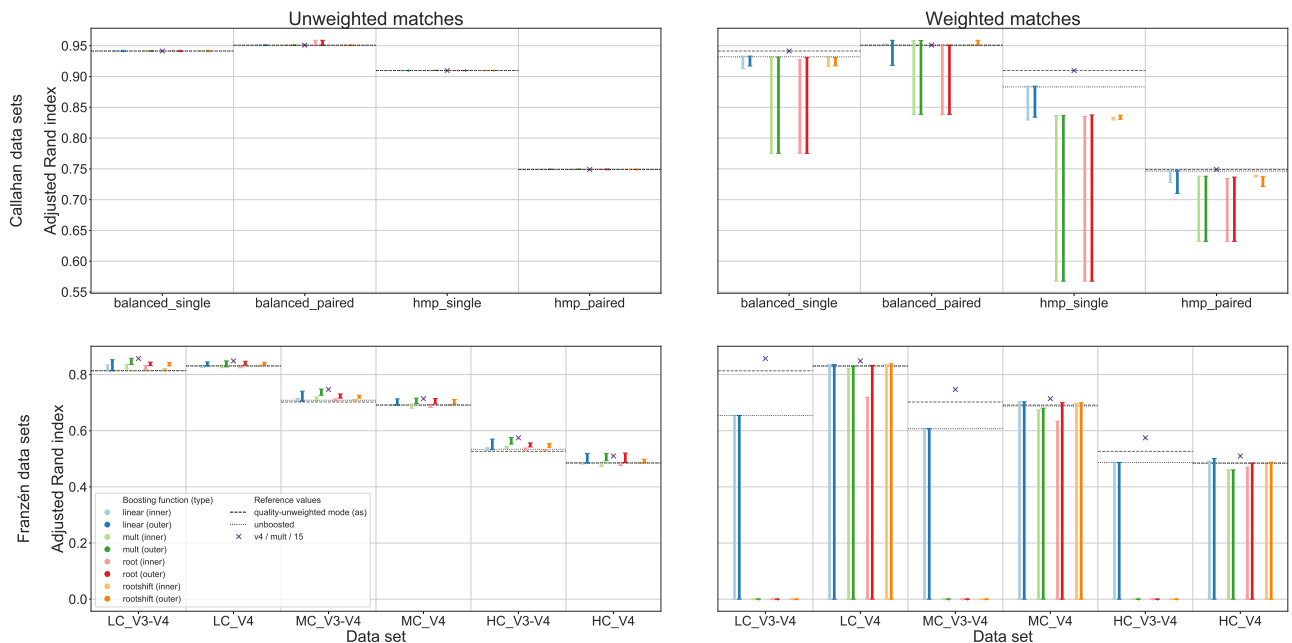 Unweighted matches
Weighted matches
Callahan data sets
Adjusted Rand index
0.95
0.90
0.85
0.80
0.75
0.70
0.65
0.60
0.55
balanced_single
balanced_paired
hmp_single
hmp_paired
balanced_single
balanced_paired
hmp_single
hmp_paired
Franzén data sets
Adjusted Rand index
0.8
0.6
0.4
0.2
0.0
Boosting function (type)
linear (inner)
linear (outer)
mult (inner)
mult (outer)
root (inner)
root (outer)
rootshift (inner)
rootshift (outer)
Reference values
quality-unweighted mode (as)
unboosted
v4 / mult / 15
LC_V3-V4
LC_V4
MC_V3-V4
MC_V4
HC_V3-V4
HC_V4
Data set
LC_V3-V4
LC_V4
MC_V3-V4
MC_V4
HC_V3-V4
HC_V4
Data set